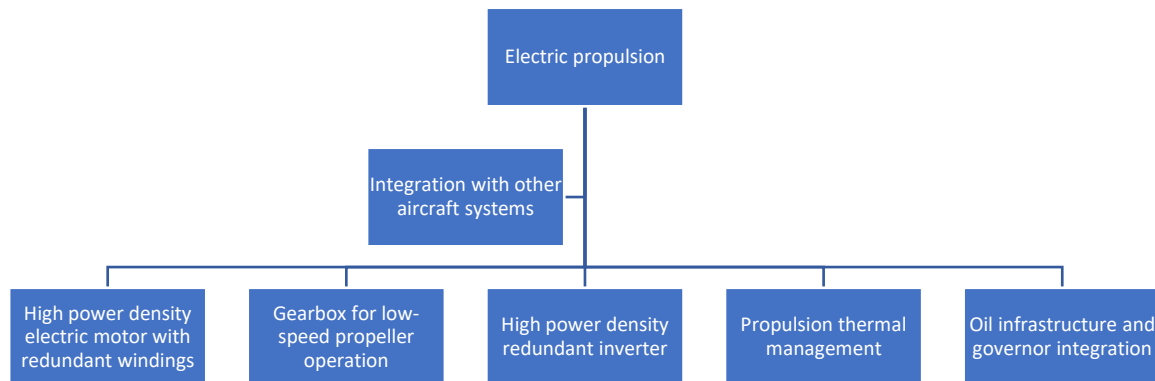 Electric propulsion
Integration with other
aircraft systems
High power density
electric motor with
redundant windings
Gearbox for low-
speed propeller
operation
High power density
redundant inverter
Propulsion thermal
management
Oil infrastructure and
governor integration